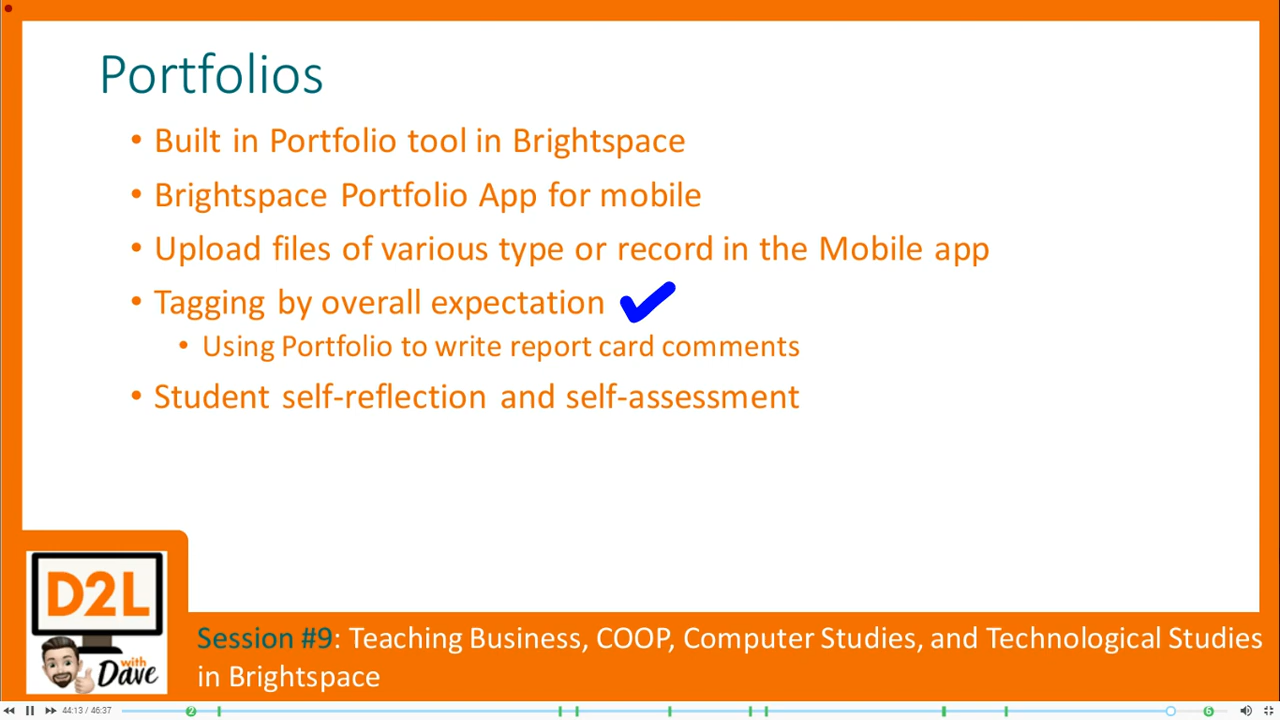 Portfolios
• Built in Portfolio tool in Brightspace
• Brightspace Portfolio App for mobile
• Upload files of various type or record in the Mobile app
• Tagging by overall expectation
• Using Portfolio to write report card comments
• Student self-reflection and self-assessment
D2L
with
Dave
Session #9: Teaching Business, COOP, Computer Studies, and Technological Studies
in Brightspace
44:13 / 46:37
2
6